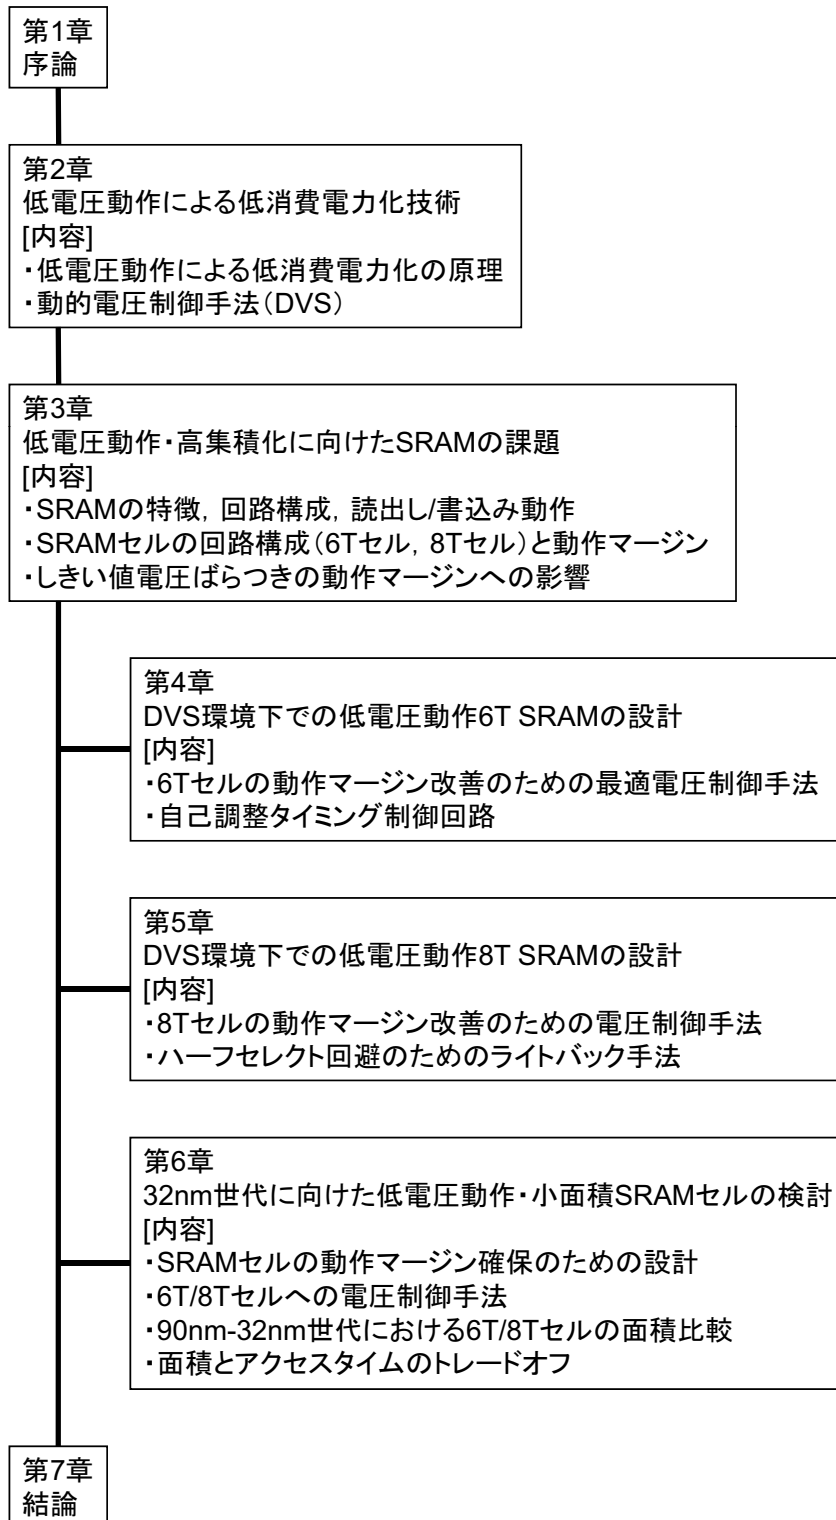 第1章
序論
第2章
低電圧動作による低消費電力化技術
[内容]
・低電圧動作による低消費電力化の原理
・動的電圧制御手法（DVS）
第3章
低電圧動作・高集積化に向けたSRAMの課題
[内容]
・SRAMの特徴，回路構成，読出し/書込み動作
・SRAMセルの回路構成（6Tセル，8Tセル）と動作マージン
・しきい値電圧ばらつきの動作マージンへの影響
第4章
DVS環境下での低電圧動作6T SRAMの設計
[内容]
・6Tセルの動作マージン改善のための最適電圧制御手法
・自己調整タイミング制御回路
第5章
DVS環境下での低電圧動作8T SRAMの設計
[内容]
・8Tセルの動作マージン改善のための電圧制御手法
・ハーフセレクト回避のためのライトバック手法
第6章
32nm世代に向けた低電圧動作・小面積SRAMセルの検討
[内容]
・SRAMセルの動作マージン確保のための設計
・6T/8Tセルへの電圧制御手法
・90nm-32nm世代における6T/8Tセルの面積比較
・面積とアクセスタイムのトレードオフ
第7章
結論